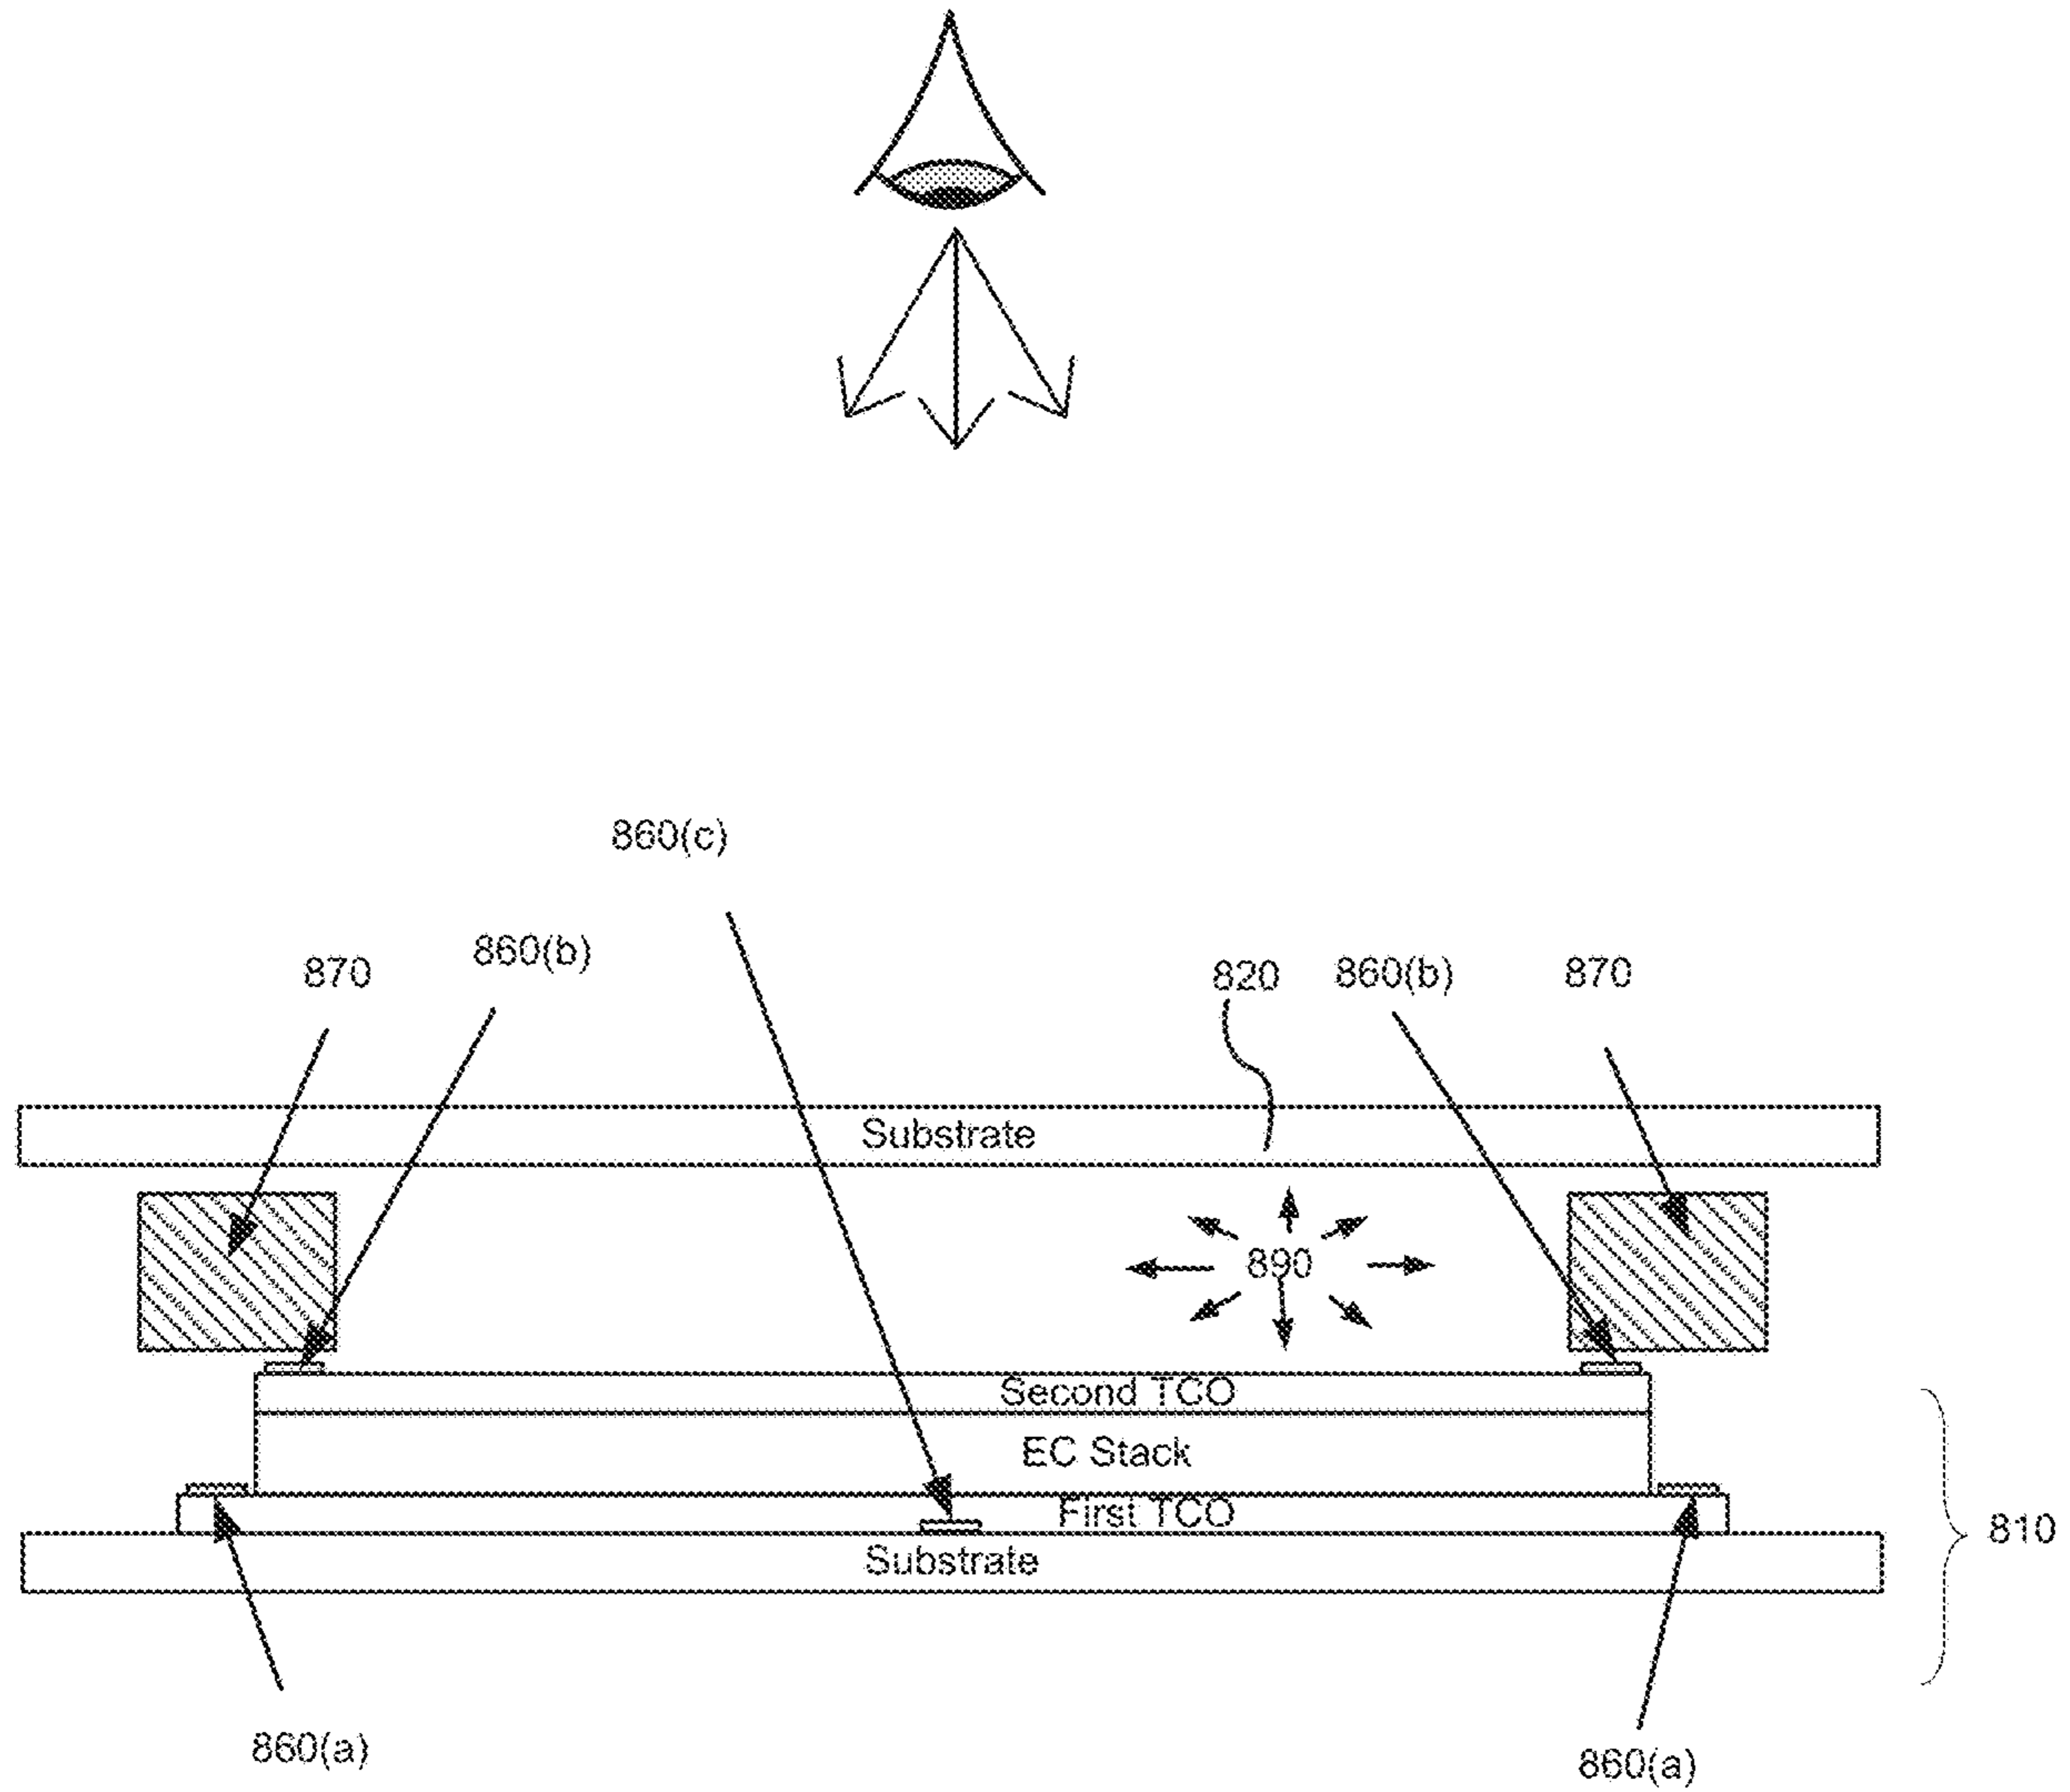 860(c)
870
860(b)
820
860(b)
870
Substrate
890
Second TCO
EC Stack
First TCO
810
Substrate
860(a)
860(a)